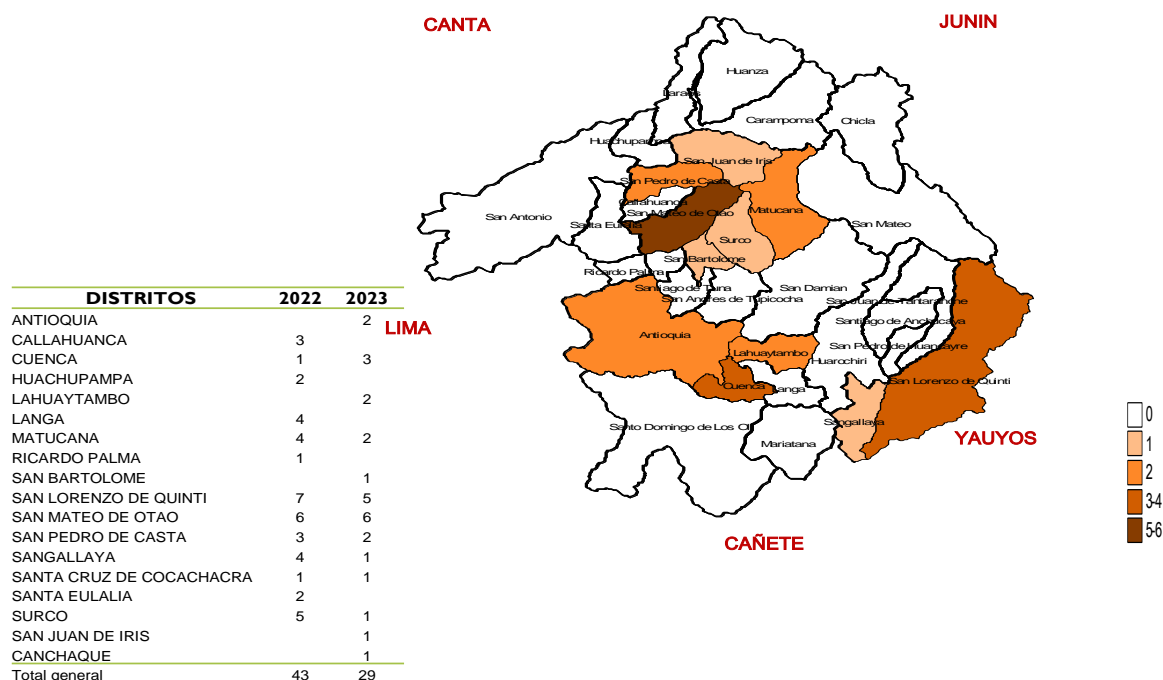 CANTA
JUNIN
Huanza
Laraos
Carampoma
Chicla
Huachupampa
San Juan de Iris
San Pedro de Casta
Callahuanca
San Mateo de Otao
Matucana
San Antonio
Santa Eulalia
San Mateo
Surco
San Bartolome
Ricardo Palma
Santiago de Tuna
San Damian
San Andres de Tupicocha
San Juan de Tantaranche
Santiago de Anchucaya
Antioquia
San Pedro de Huancayre
Lahuaytambo
Huarochiri
San Lorenzo de Quinti
Cuenca
Langa
Sangallaya
Santo Domingo de Los Ol
Mariatana
LIMA
YAUYOS
CAÑETE
0
1
2
3-4
5-6
DISTRITOS 2022 2023
ANTIOQUIA 2
CALLAHUANCA 3
CUENCA 1 3
HUACHUPAMPA 2
LAHUAYTAMBO 2
LANGA 4
MATUCANA 4 2
RICARDO PALMA 1
SAN BARTOLOME 1
SAN LORENZO DE QUINTI 7 5
SAN MATEO DE OTAO 6 6
SAN PEDRO DE CASTA 3 2
SANGALLAYA 4 1
SANTA CRUZ DE COCACHACRA 1 1
SANTA EULALIA 2
SURCO 5 1
SAN JUAN DE IRIS 1
CANCHAQUE 1
Total general 43 29